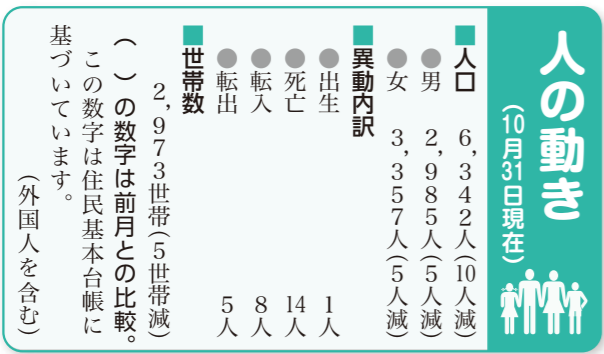 人の動き
(10月31日現在)
■人口 6,342人(10人減)
●男 2,985人(5人減)
●女 3,357人(5人減)
■異動内訳
●出生 1人
●死亡 14人
●転入 8人
●転出 5人
■世帯数
2,973世帯(5世帯減)
( )の数字は前月との比較。
この数字は住民基本台帳に
基づいています。
(外国人を含む)